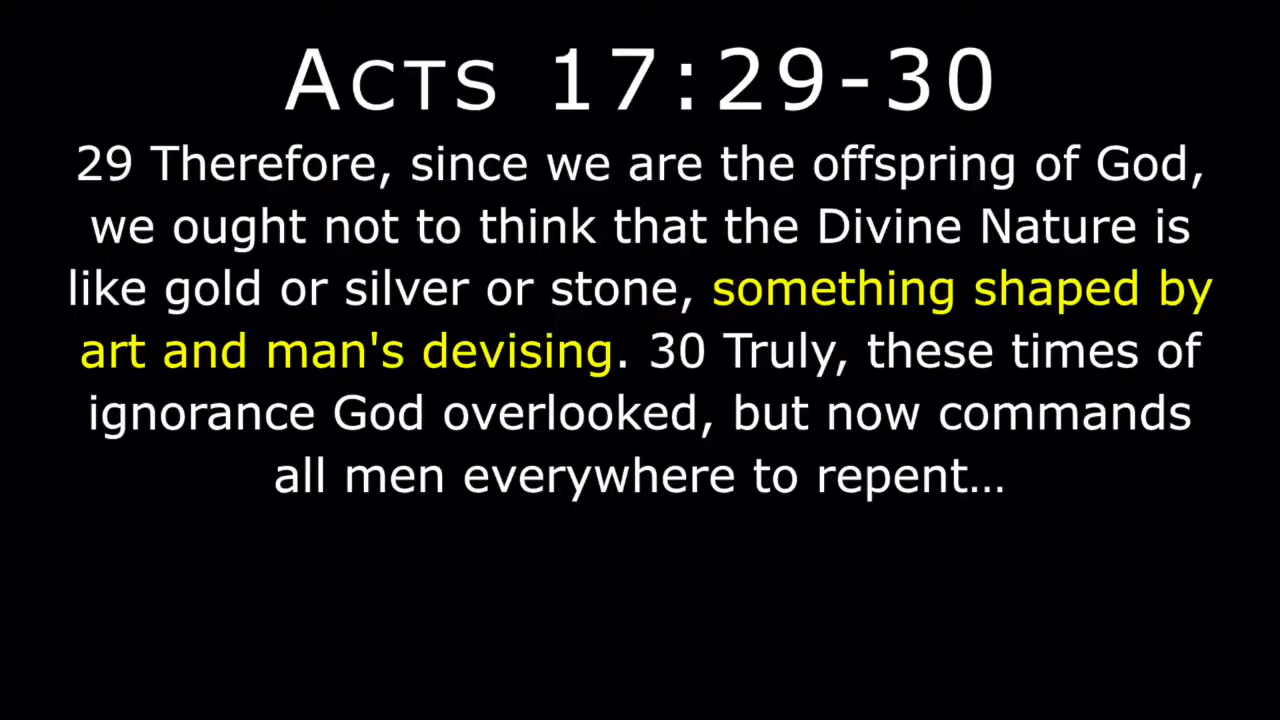 Acts 17:29-30
29 Therefore, since we are the offspring of God,
we ought not to think that the Divine Nature is
like gold or silver or stone, something shaped by
art and man's devising. 30 Truly, these times of
ignorance God overlooked, but now commands
all men everywhere to repent…